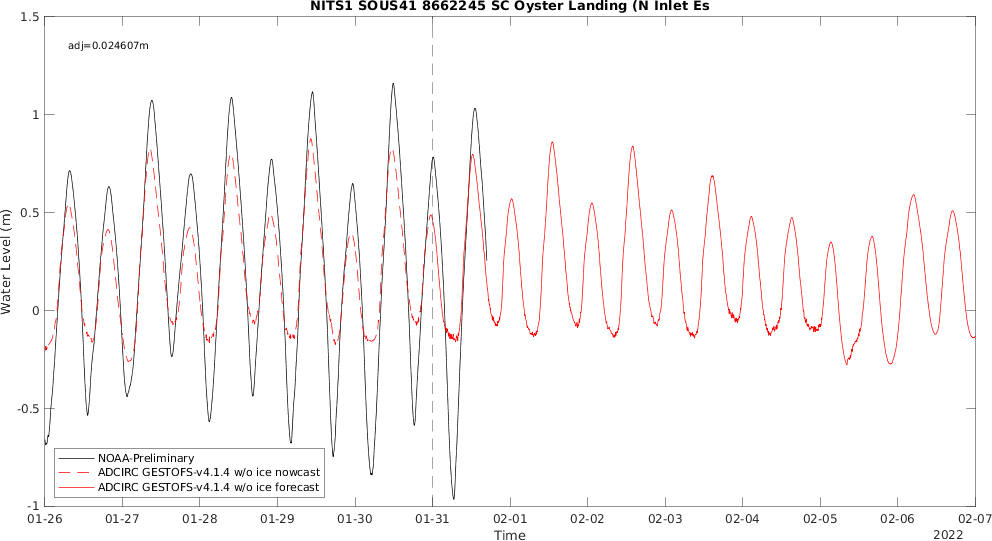 NITS1 SOUS41 8662245 SC Oyster Landing (N Inlet Es
adj=0.024607m
1.5
1
0.5
0
-0.5
-1
Water Level (m)
NOAA-Preliminary
ADCIRC GESTOFS-v4.1.4 w/o ice nowcast
ADCIRC GESTOFS-v4.1.4 w/o ice forecast
01-26 01-27 01-28 01-29 01-30 01-31 02-01 02-02 02-03 02-04 02-05 02-06 02-07
Time
2022